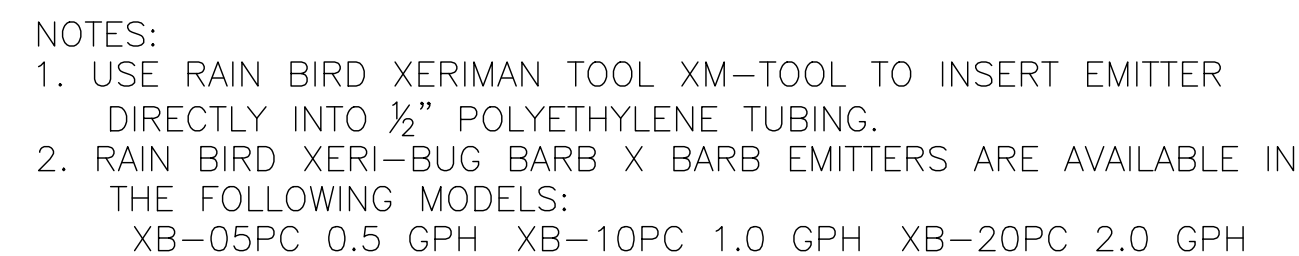 NOTES:
1. USE RAIN BIRD XERIMAN TOOL XM-TOOL TO INSERT EMITTER
DIRECTLY INTO ½" POLYETHYLENE TUBING.
2. RAIN BIRD XERI-BUG BARB X BARB EMITTERS ARE AVAILABLE IN
THE FOLLOWING MODELS:
XB-05PC 0.5 GPH XB-10PC 1.0 GPH XB-20PC 2.0 GPH